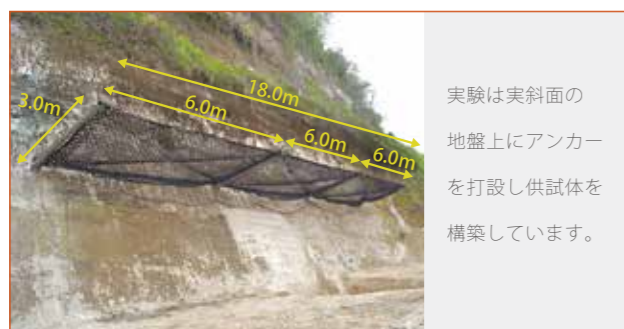 18.0m
3.0m
6.0m
6.0m
6.0m
実験は実斜面の
地盤上にアンカー
を打設し供試体を
構築しています。